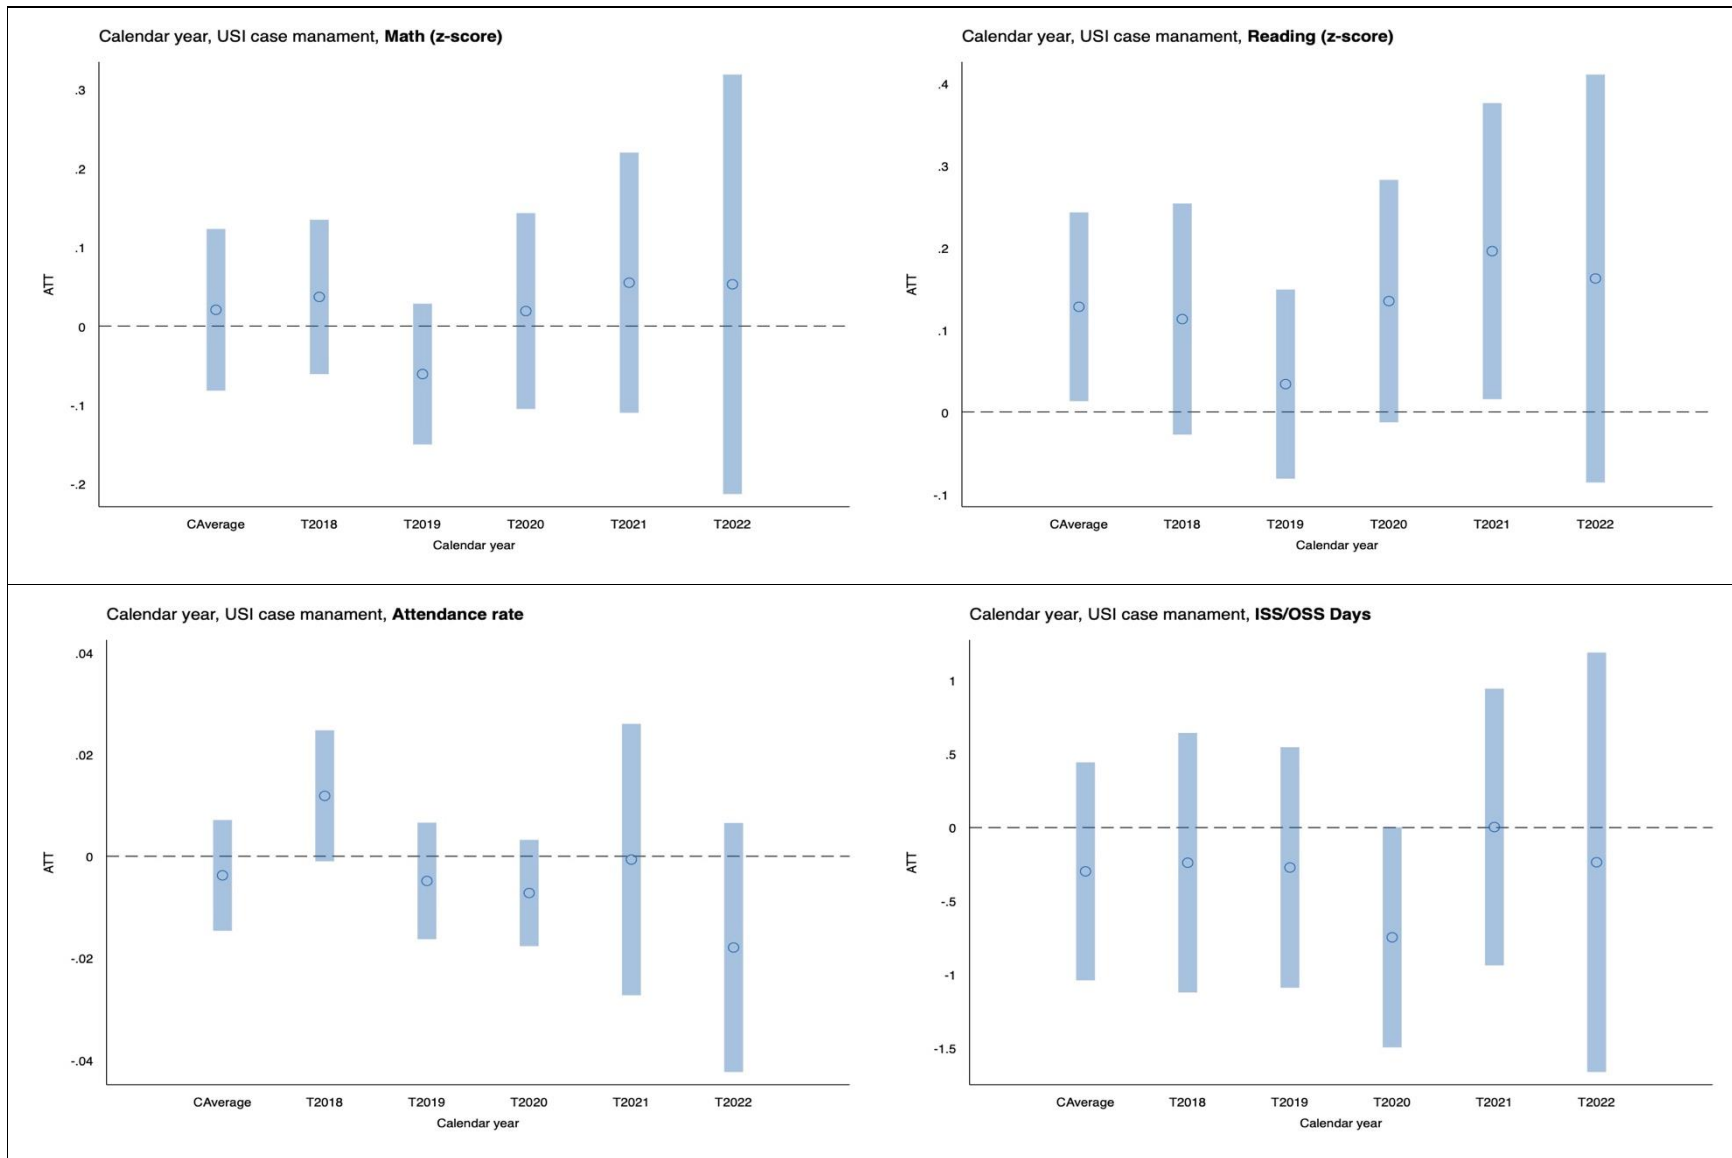 Calendar year, USI case manament, Math (z-score)
.3
.2
.1
0
-.1
-.2
ATT
CAverage T2018 T2019 T2020 T2021 T2022
Calendar year
Calendar year, USI case manament, Reading (z-score)
.4
.3
.2
.1
0
-.1
ATT
CAverage T2018 T2019 T2020 T2021 T2022
Calendar year
Calendar year, USI case manament, Attendance rate
.04
.02
0
-.02
-.04
ATT
CAverage T2018 T2019 T2020 T2021 T2022
Calendar year
Calendar year, USI case manament, ISS/OSS Days
1
.5
0
-.5
-1
-1.5
ATT
CAverage T2018 T2019 T2020 T2021 T2022
Calendar year